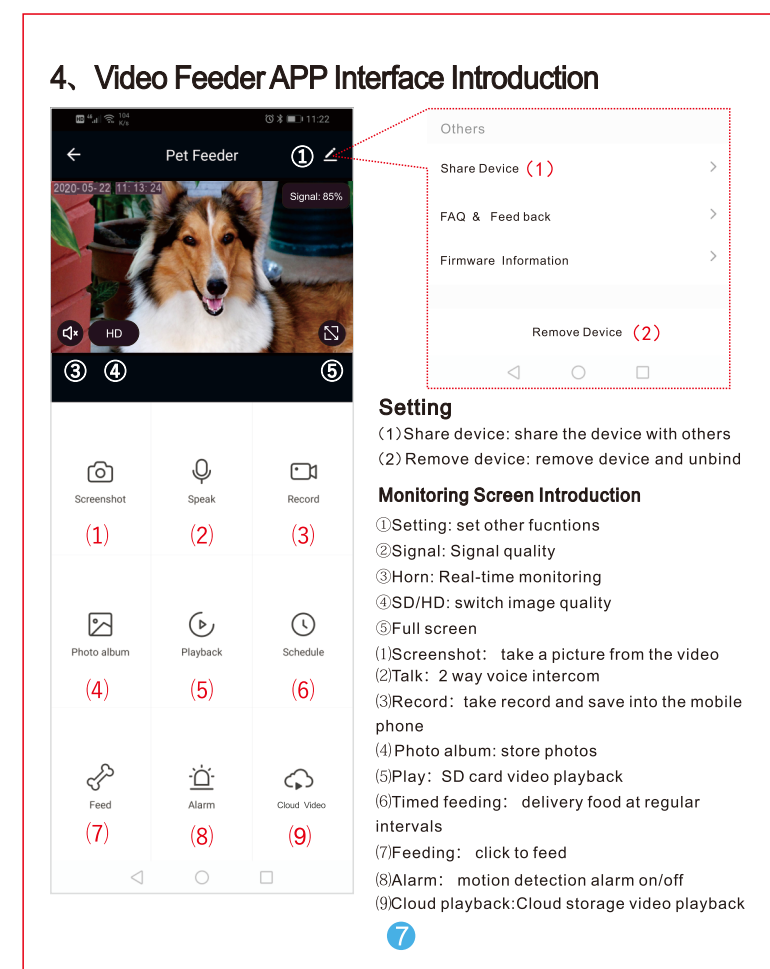 4、Video Feeder APP Interface Introduction
HD 4G 104 K/s 11:22
Pet Feeder ①
2020-05-22 11:13:24
Signal: 85%
HD
③ ④ ⑤
Screenshot Speak Record
(1) (2) (3)
Photo album Playback Schedule
(4) (5) (6)
Feed Alarm Cloud Video
(7) (8) (9)
Others
Share Device (1)
FAQ & Feed back
Firmware Information
Remove Device (2)
Setting
(1)Share device: share the device with others
(2)Remove device: remove device and unbind
Monitoring Screen Introduction
①Setting: set other fucntions
②Signal: Signal quality
③Horn: Real-time monitoring
④SD/HD: switch image quality
⑤Full screen
⑴Screenshot: take a picture from the video
⑵Talk: 2 way voice intercom
⑶Record: take record and save into the mobile
phone
⑷Photo album: store photos
⑸Play: SD card video playback
⑹Timed feeding: delivery food at regular
intervals
⑺Feeding: click to feed
⑻Alarm: motion detection alarm on/off
⑼Cloud playback:Cloud storage video playback
7